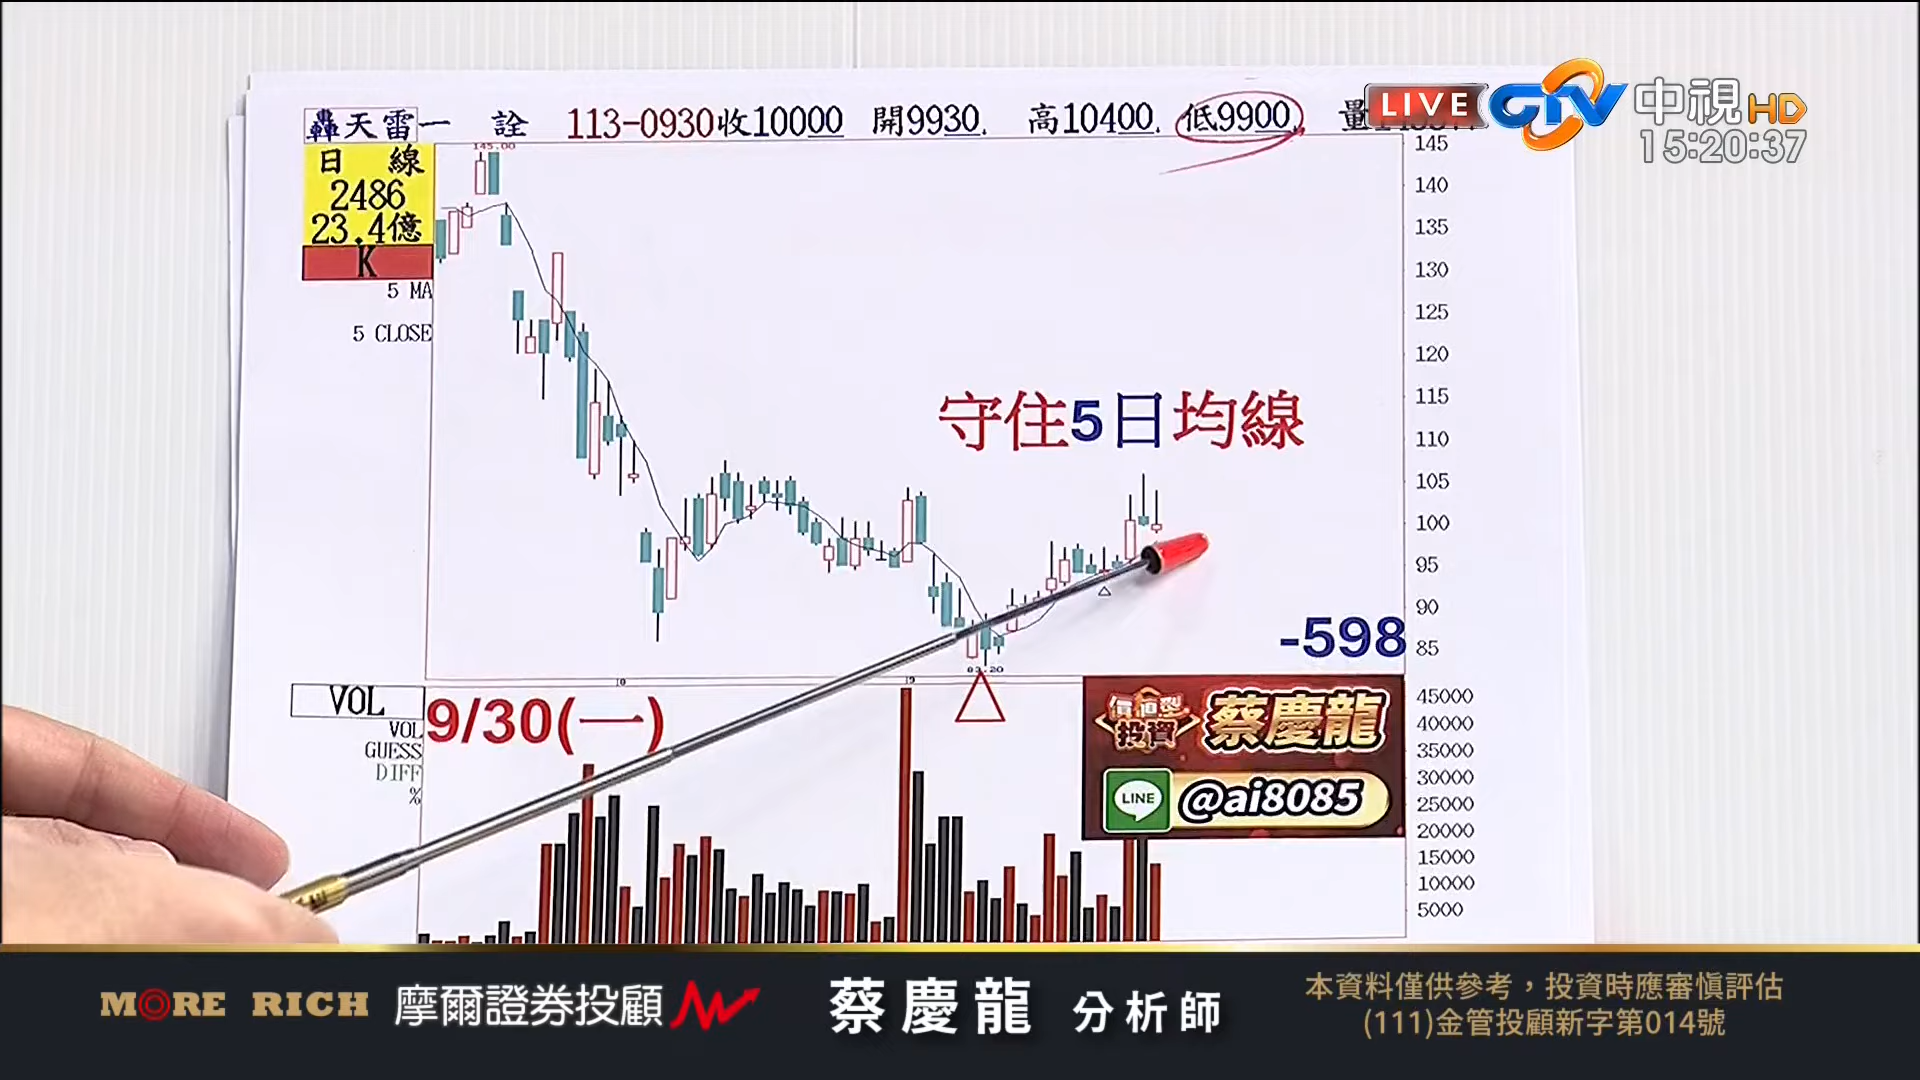 轟天雷一 詮 113-0930收10000 開9930. 高10400. 低9900. 量
LIVE CTV 中視HD
15:20:37
日 線
2486
23.4億
K
5 MA
5 CLOSE
145.00
145
140
135
130
125
120
115
110
105
100
95
90
85
守住5日均線
-598
83.20
9
VOL
VOL
GUESS
DIFF
%
9/30(一)
45000
40000
35000
30000
25000
20000
15000
10000
5000
價值型
投資
蔡慶龍
LINE @ai8085
MORE RICH 摩爾證券投顧 蔡慶龍 分析師
本資料僅供參考，投資時應審慎評估
(111)金管投顧新字第014號